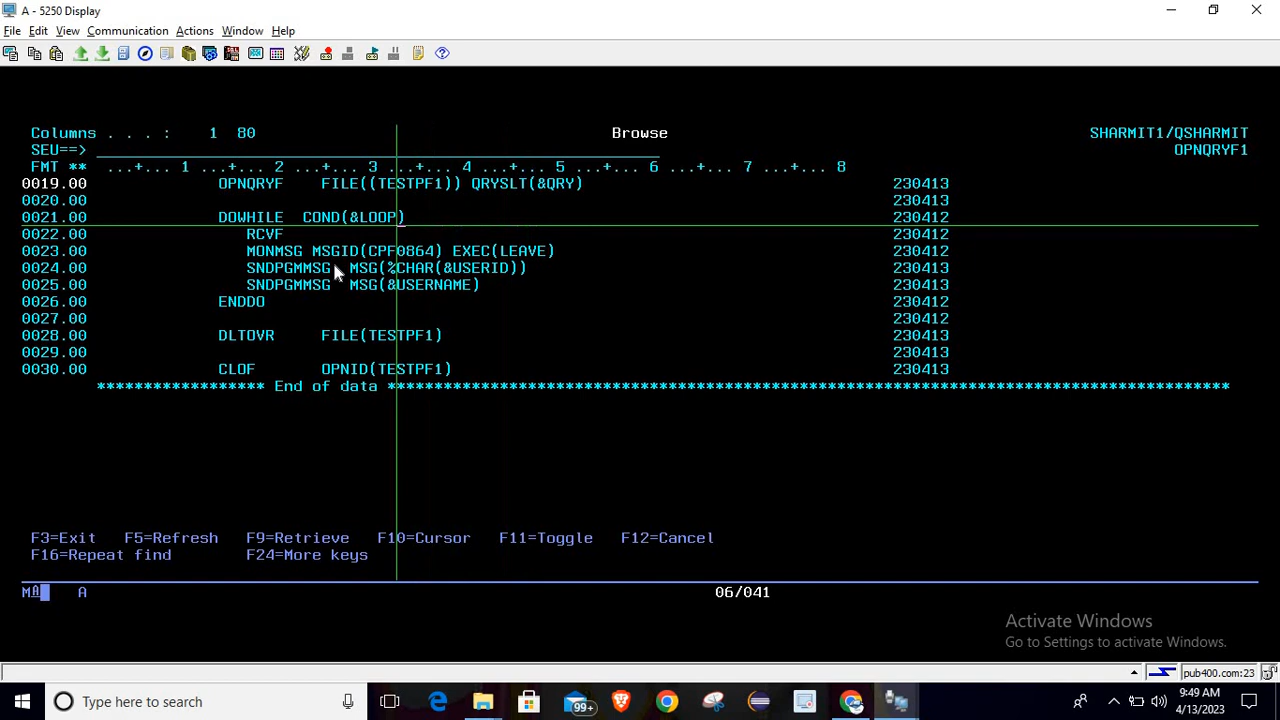 A - 5250 Display
File Edit View Communication Actions Window Help
Columns . . . : 1 80 Browse SHARMIT1/QSHARMIT
SEU==> OPNQRYF1
FMT ** ...+... 1 ...+... 2 ...+... 3 ...+... 4 ...+... 5 ...+... 6 ...+... 7 ...+... 8
0019.00 OPNQRYF FILE((TESTPF1)) QRYSLT(&QRY) 230413
0020.00 230413
0021.00 DOWHILE COND(&LOOP) 230412
0022.00 RCVF 230412
0023.00 MONMSG MSGID(CPF0864) EXEC(LEAVE) 230412
0024.00 SNDPGMMSG MSG(%CHAR(&USERID)) 230413
0025.00 SNDPGMMSG MSG(&USERNAME) 230413
0026.00 ENDDO 230412
0027.00 230412
0028.00 DLTOVR FILE(TESTPF1) 230413
0029.00 230413
0030.00 CLOF OPNID(TESTPF1) 230413
****************** End of data ******************************************************************************************
F3=Exit F5=Refresh F9=Retrieve F10=Cursor F11=Toggle F12=Cancel
F16=Repeat find F24=More keys
MA A 06/041
Activate Windows
Go to Settings to activate Windows.
pub400.com:23
Type here to search
99+
9:49 AM
4/13/2023